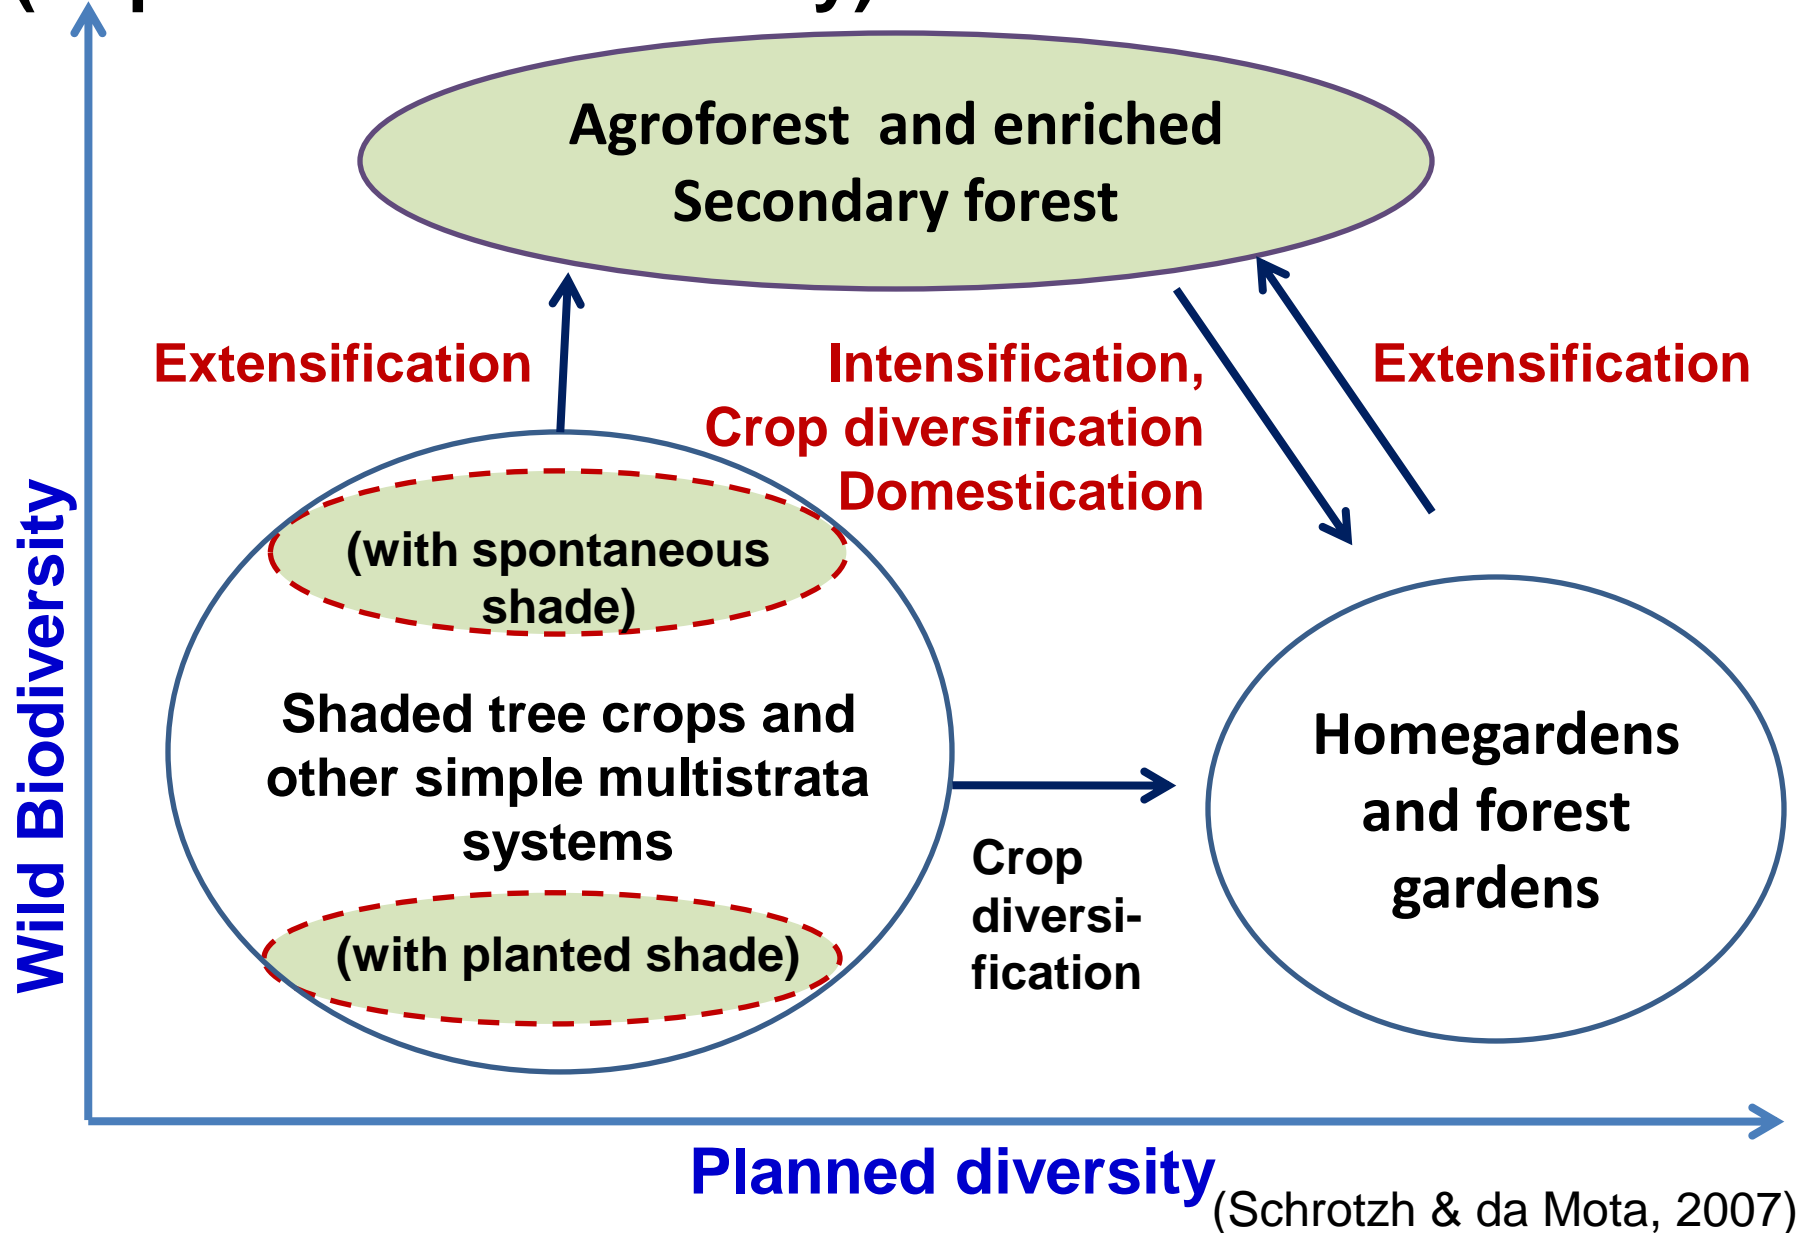 Agroforest and enriched
Secondary forest
Extensification
Intensification,
Crop diversification
Domestication
Extensification
(with spontaneous
shade)
Shaded tree crops and
other simple multistrata
systems
(with planted shade)
Crop
diversi-
fication
Homegardens
and forest
gardens
Wild Biodiversity
Planned diversity
(Schrotzh & da Mota, 2007)